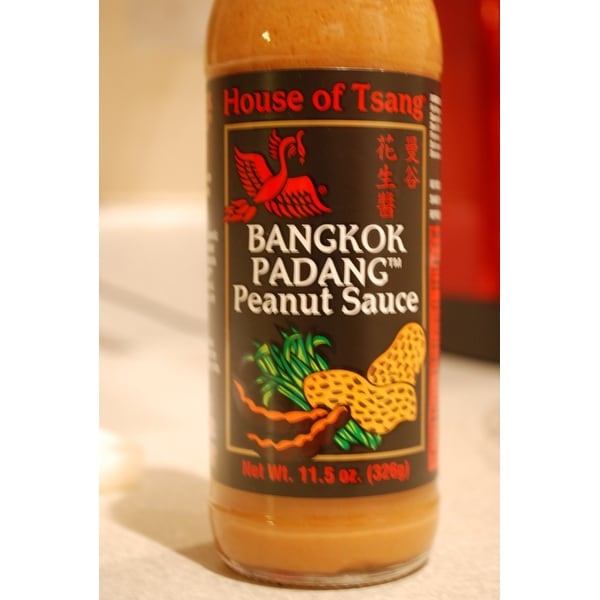 House of Tsang®
曼谷
花生醬
®
BANGKOK
PADANG™
Peanut Sauce
Net Wt. 11.5 oz. (326g)